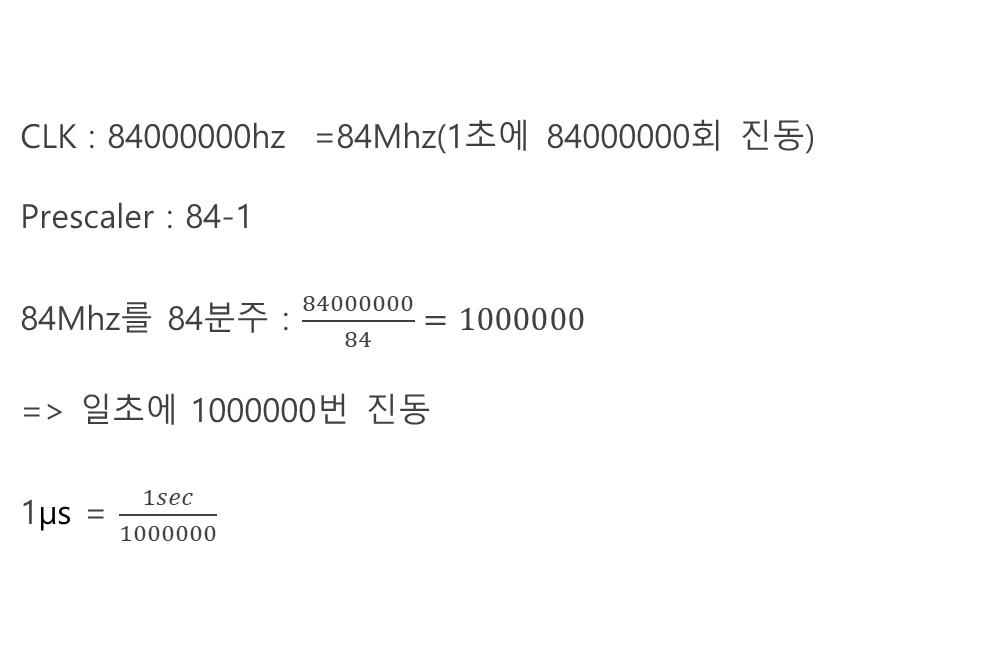 CLK : 84000000hz =84Mhz(1초에 84000000회 진동)
Prescaler : 84-1
84Mhz를 84분주 : 84000000/84 = 1000000
=> 일초에 1000000번 진동
1μs = 1sec/1000000